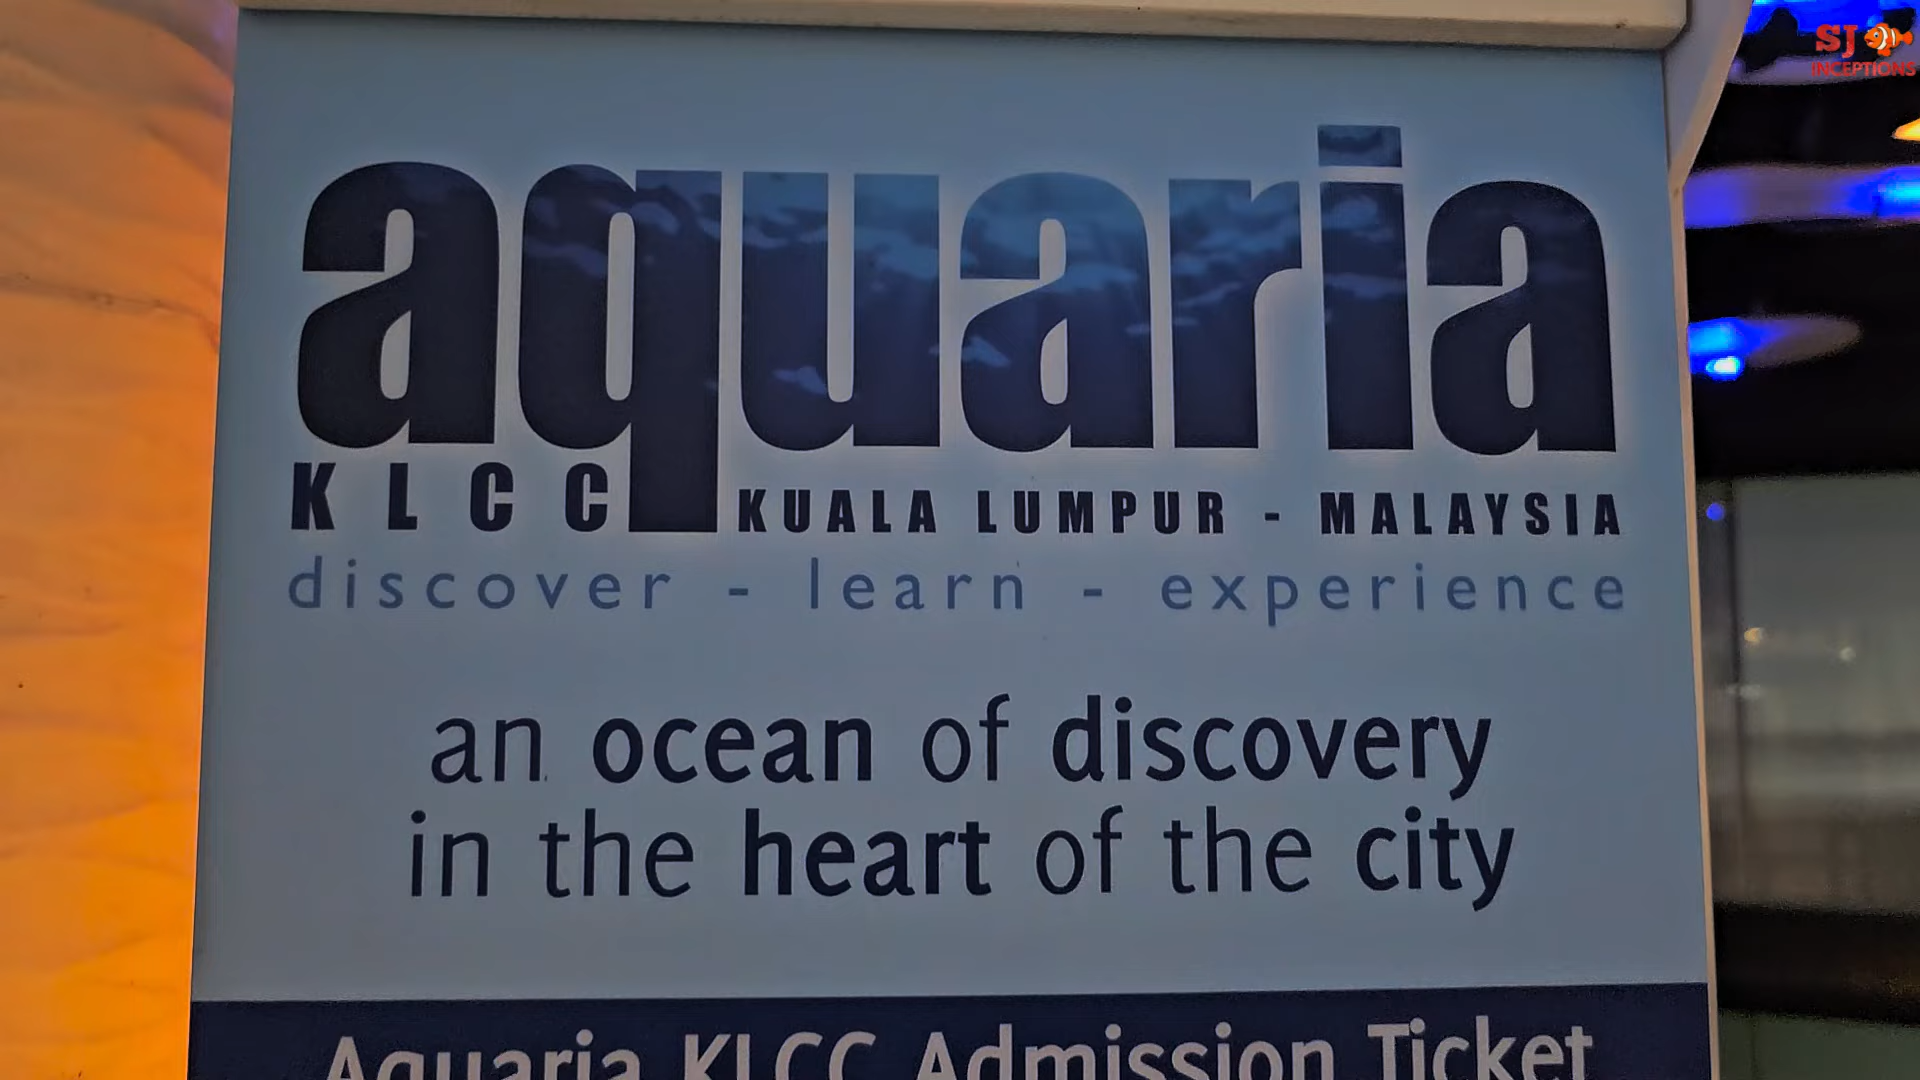 SJ
INCEPTIONS
aquaria
KLCC KUALA LUMPUR - MALAYSIA
discover - learn - experience
an ocean of discovery
in the heart of the city
Aquaria KLCC Admission Ticket